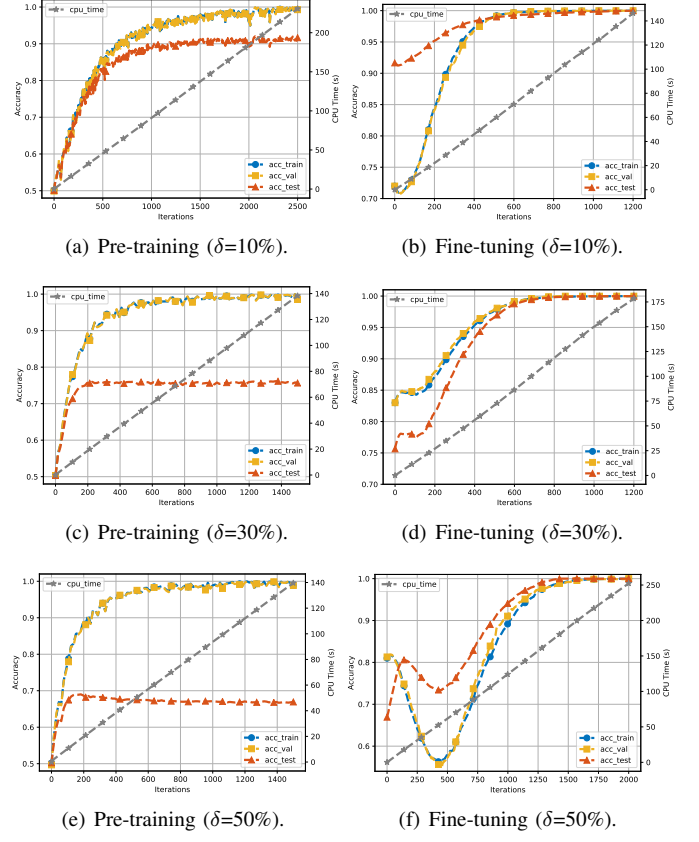 1.0
0.9
0.8
0.7
0.6
0.5
Accuracy
cpu_time
acc_train
acc_val
acc_test
200
150
100
50
0
CPU Time (s)
0 500 1000 1500 2000 2500
Iterations
(a) Pre-training (δ=10%).
1.00
0.95
0.90
0.85
0.80
0.75
0.70
Accuracy
cpu_time
acc_train
acc_val
acc_test
140
120
100
80
60
40
20
0
CPU Time (s)
0 200 400 600 800 1000 1200
Iterations
(b) Fine-tuning (δ=10%).
1.0
0.9
0.8
0.7
0.6
0.5
Accuracy
cpu_time
acc_train
acc_val
acc_test
140
120
100
80
60
40
20
0
CPU Time (s)
0 200 400 600 800 1000 1200 1400
Iterations
(c) Pre-training (δ=30%).
1.00
0.95
0.90
0.85
0.80
0.75
0.70
Accuracy
cpu_time
acc_train
acc_val
acc_test
175
150
125
100
75
50
25
0
CPU Time (s)
0 200 400 600 800 1000 1200
Iterations
(d) Fine-tuning (δ=30%).
1.0
0.9
0.8
0.7
0.6
0.5
Accuracy
cpu_time
acc_train
acc_val
acc_test
140
120
100
80
60
40
20
0
CPU Time (s)
0 200 400 600 800 1000 1200 1400
Iterations
(e) Pre-training (δ=50%).
1.0
0.9
0.8
0.7
0.6
Accuracy
cpu_time
acc_train
acc_val
acc_test
250
200
150
100
50
0
CPU Time (s)
0 250 500 750 1000 1250 1500 1750 2000
Iterations
(f) Fine-tuning (δ=50%).